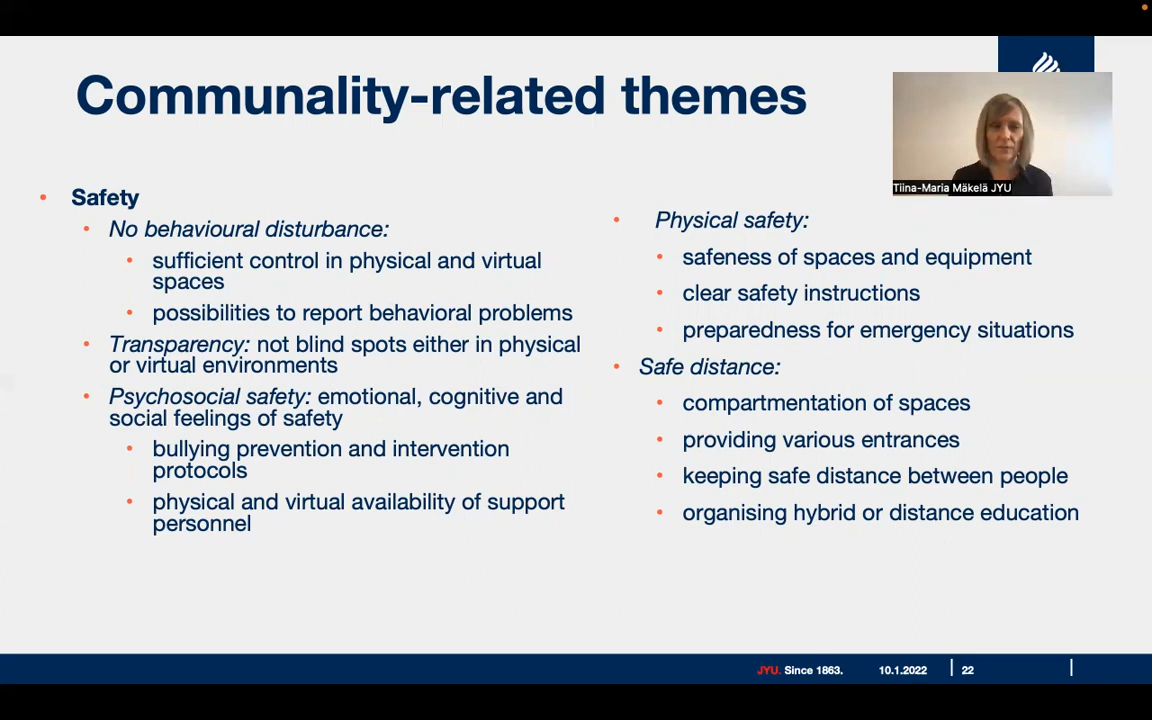 Communality-related themes
Tiina-Maria Mäkelä JYU
• Safety
• No behavioural disturbance:
• sufficient control in physical and virtual
spaces
• possibilities to report behavioral problems
• Transparency: not blind spots either in physical
or virtual environments
• Psychosocial safety: emotional, cognitive and
social feelings of safety
• bullying prevention and intervention
protocols
• physical and virtual availability of support
personnel
• Physical safety:
• safeness of spaces and equipment
• clear safety instructions
• preparedness for emergency situations
• Safe distance:
• compartmentation of spaces
• providing various entrances
• keeping safe distance between people
• organising hybrid or distance education
JYU. Since 1863. 10.1.2022 22